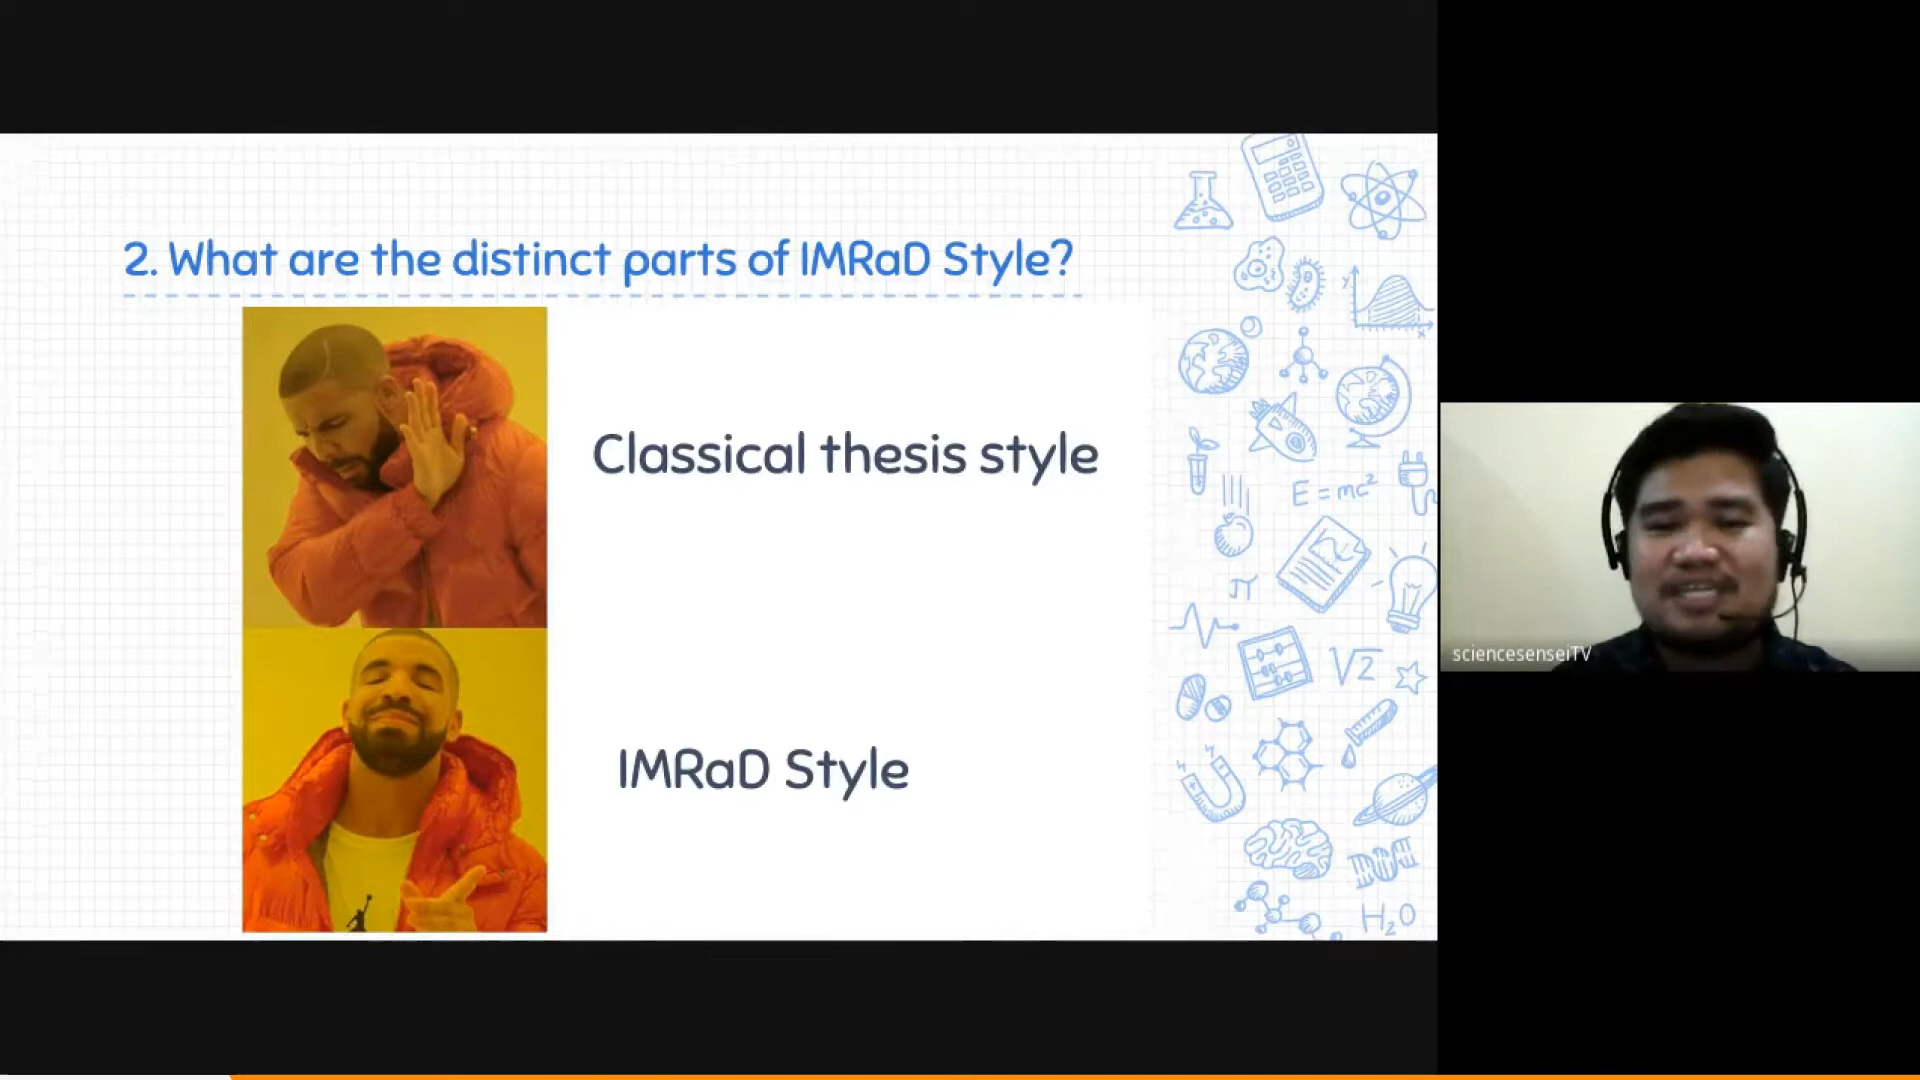 2. What are the distinct parts of IMRaD Style?
Classical thesis style
IMRaD Style
y
x
E = mc²
π
√2
H₂O
sciencesenseiTV